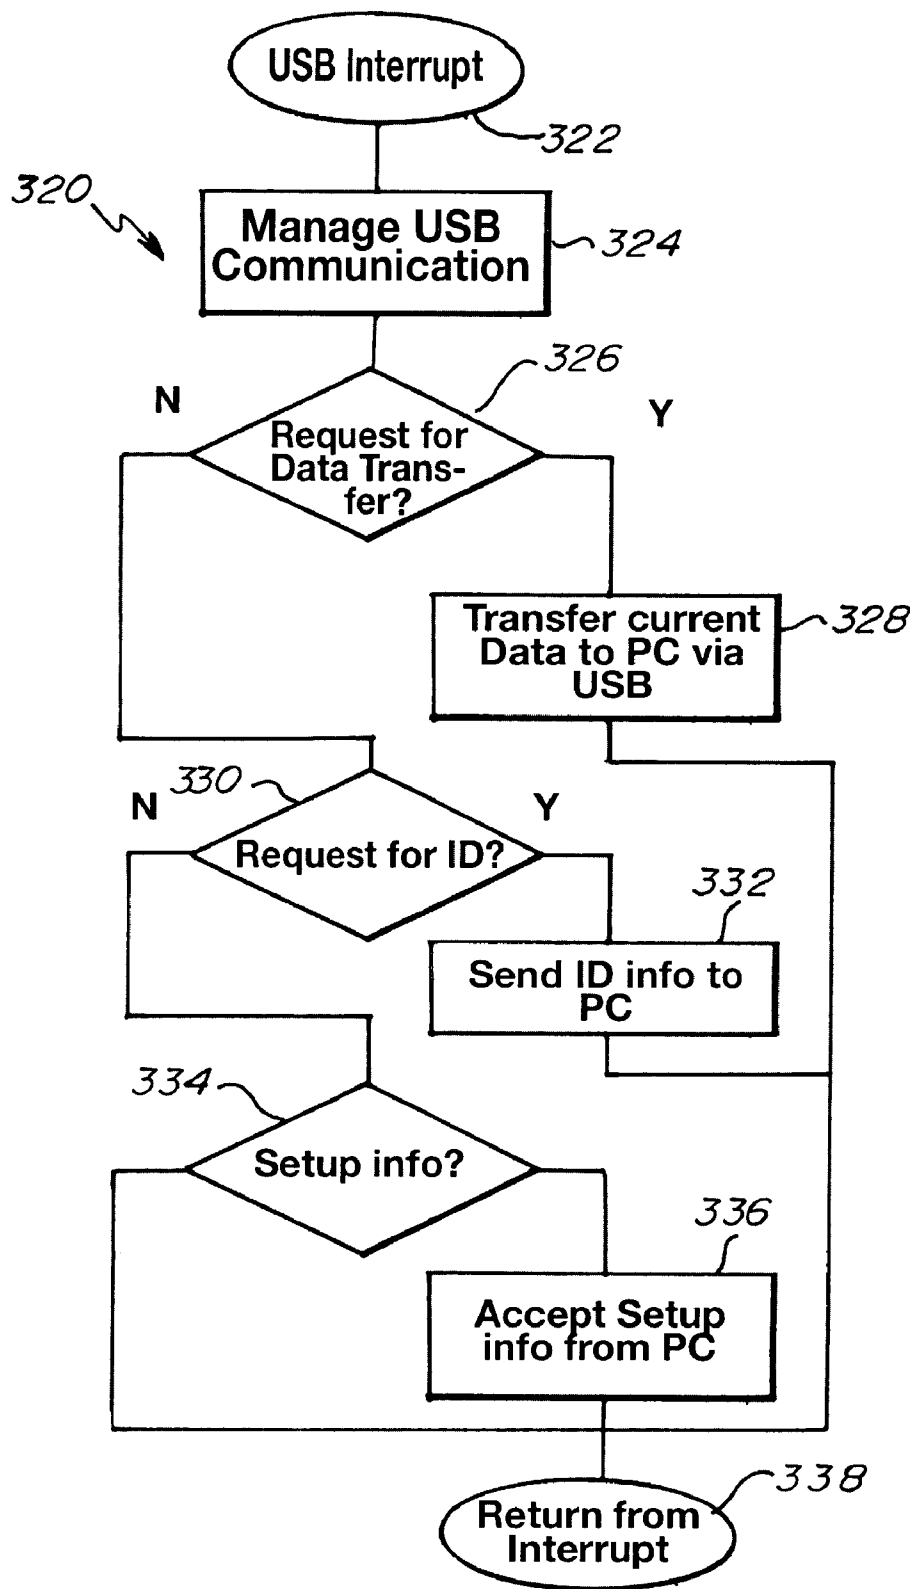 USB Interrupt
322
320
Manage USB
Communication
324
326
N
Y
Request for
Data Trans-
fer?
Transfer current
Data to PC via
USB
328
330
N
Y
Request for ID?
332
Send ID info to
PC
334
Setup info?
336
Accept Setup
info from PC
338
Return from
Interrupt